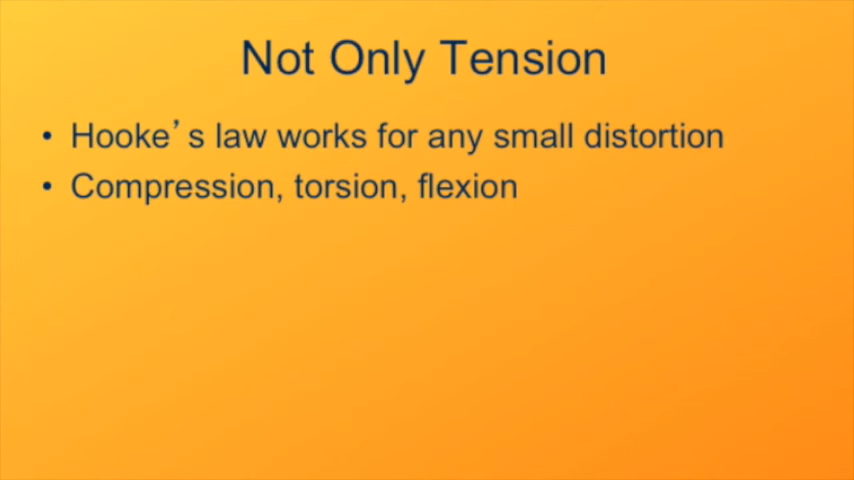 Not Only Tension
• Hooke’s law works for any small distortion
• Compression, torsion, flexion